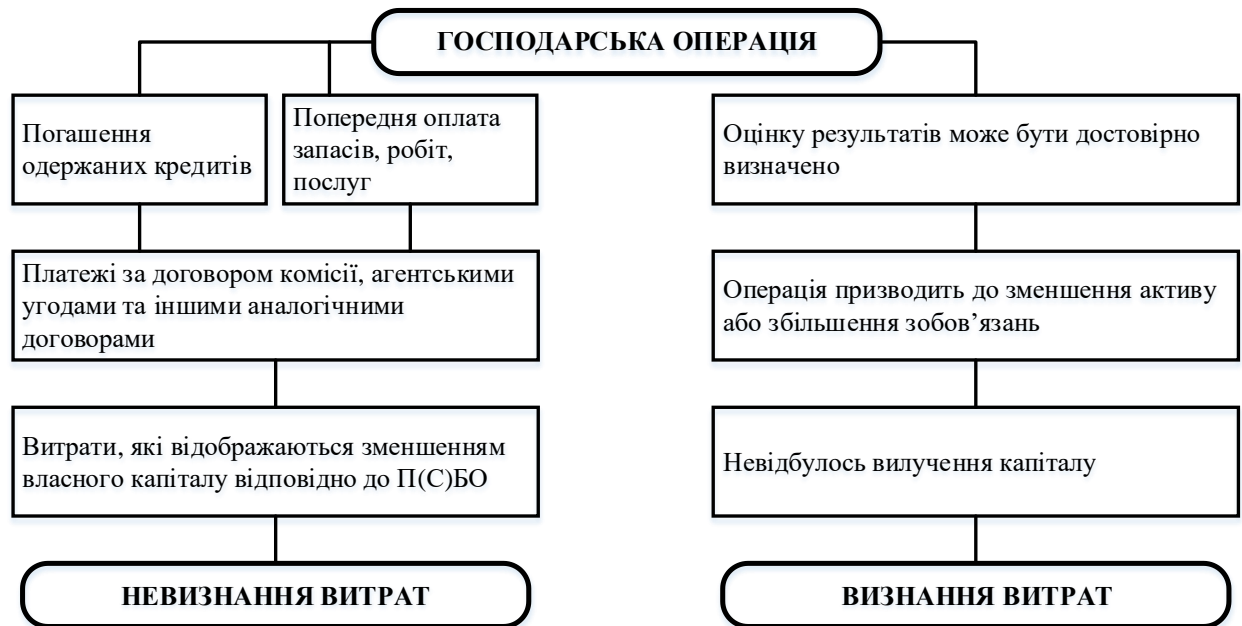 ГОСПОДАРСЬКА ОПЕРАЦІЯ
Погашення
одержаних кредитів
Попередня оплата
запасів, робіт,
послуг
Платежі за договором комісії, агентськими
угодами та іншими аналогічними
договорами
Витрати, які відображаються зменшенням
власного капіталу відповідно до П(С)БО
НЕВИЗНАННЯ ВИТРАТ
Оцінку результатів може бути достовірно
визначено
Операція призводить до зменшення активу
або збільшення зобов’язань
Невідбулось вилучення капіталу
ВИЗНАННЯ ВИТРАТ